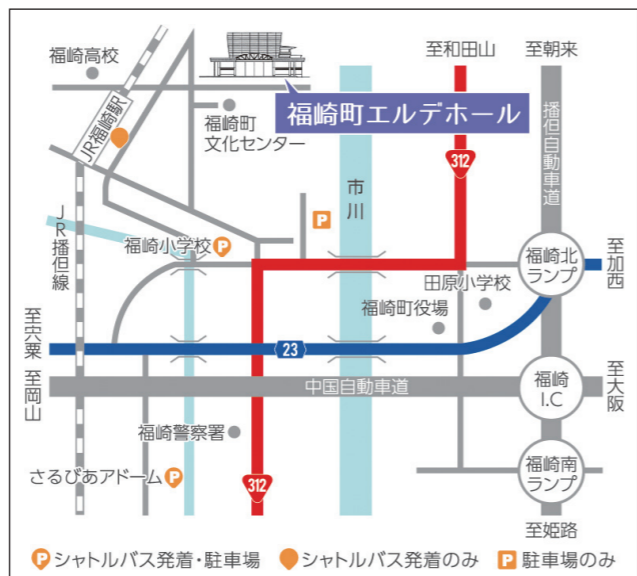 至和田山
至朝来
福崎高校
福崎町エルデホール
播但自動車道
JR福崎駅
福崎町
文化センター
312
市川
P
JR播但線
福崎小学校
P
福崎北
ランプ
至加西
田原小学校
福崎町役場
至宍粟
23
至岡山
中国自動車道
福崎
I.C
至大阪
福崎警察署
さるびあドーム
P
312
福崎南
ランプ
至姫路
P シャトルバス発着・駐車場
シャトルバス発着のみ
P 駐車場のみ